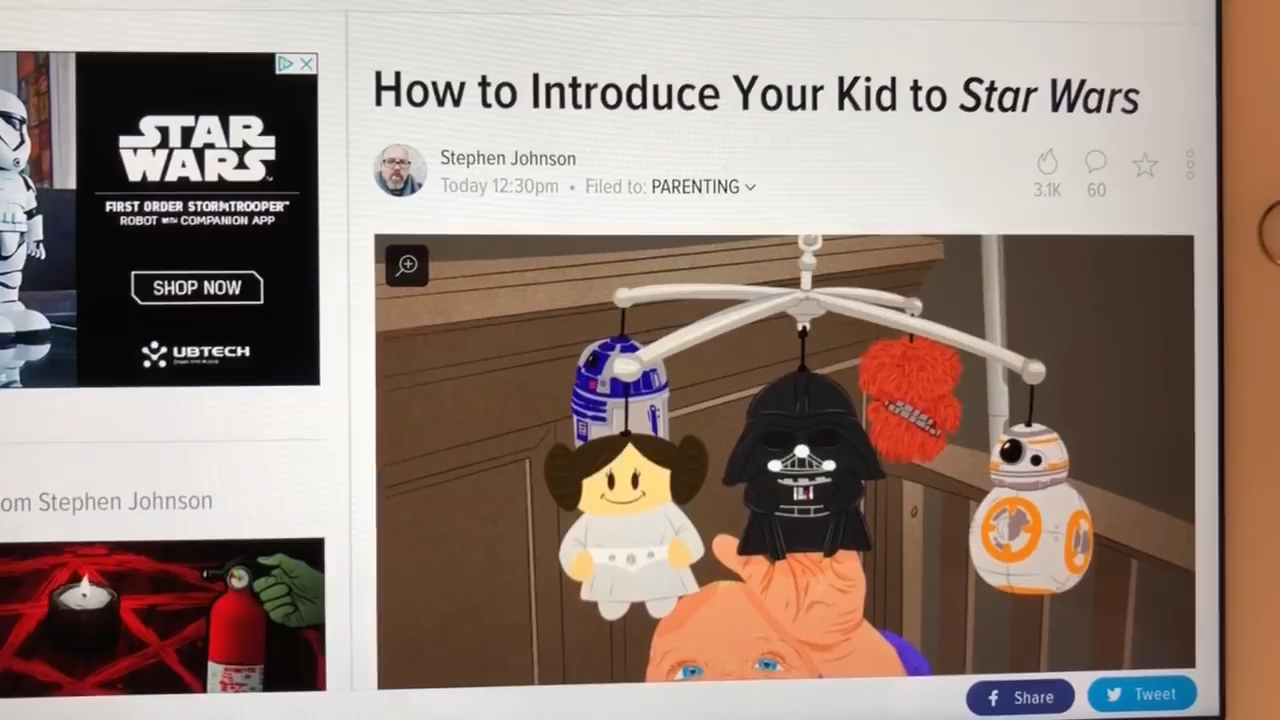 How to Introduce Your Kid to Star Wars
Stephen Johnson
Today 12:30pm • Filed to: PARENTING
3.1K
60
STAR
WARS
FIRST ORDER STORMTROOPER™
ROBOT WITH COMPANION APP
SHOP NOW
UBTECH
om Stephen Johnson
Share
Tweet